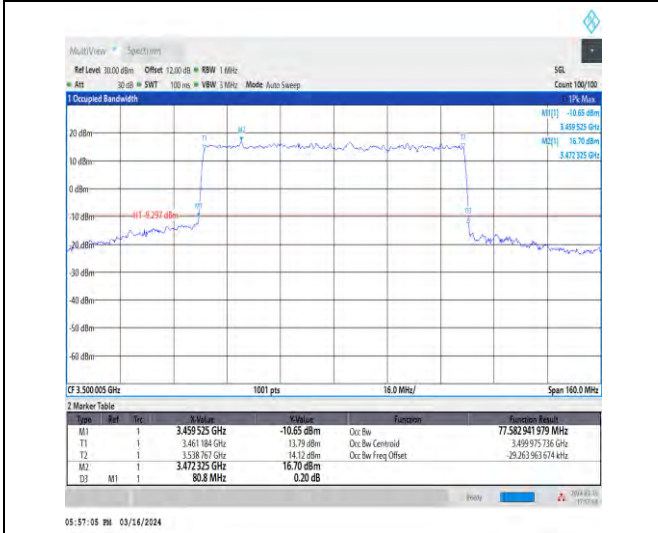 MultiView Spectrum
Ref Level 30.00 dBm Offset 12.00 dB RBW 1 MHz SGL
Att 30 dB SWT 100 ms VBW 3 MHz Mode Auto Sweep Count 100/100
1 Occupied Bandwidth 1Pk Max
M1[1] -10.65 dBm
3.459 525 GHz
M2[1] 16.70 dBm
3.472 325 GHz
20 dBm
M2
T1
10 dBm
0 dBm
M1
-10 dBm
H1 -9.297 dBm
D3
-20 dBm
-30 dBm
-40 dBm
-50 dBm
-60 dBm
CF 3.500 005 GHz 1001 pts 16.0 MHz/ Span 160.0 MHz
2 Marker Table
Type Ref Trc X-Value Y-Value Function Function Result
M1 1 3.459 525 GHz -10.65 dBm Occ Bw 77.582 941 979 MHz
T1 1 3.461 184 GHz 13.79 dBm Occ Bw Centroid 3.499 975 736 GHz
T2 1 3.538 767 GHz 14.12 dBm Occ Bw Freq Offset -29.263 963 674 kHz
M2 1 3.472 325 GHz 16.70 dBm
D3 M1 1 80.8 MHz 0.20 dB
05:57:05 PM 03/16/2024